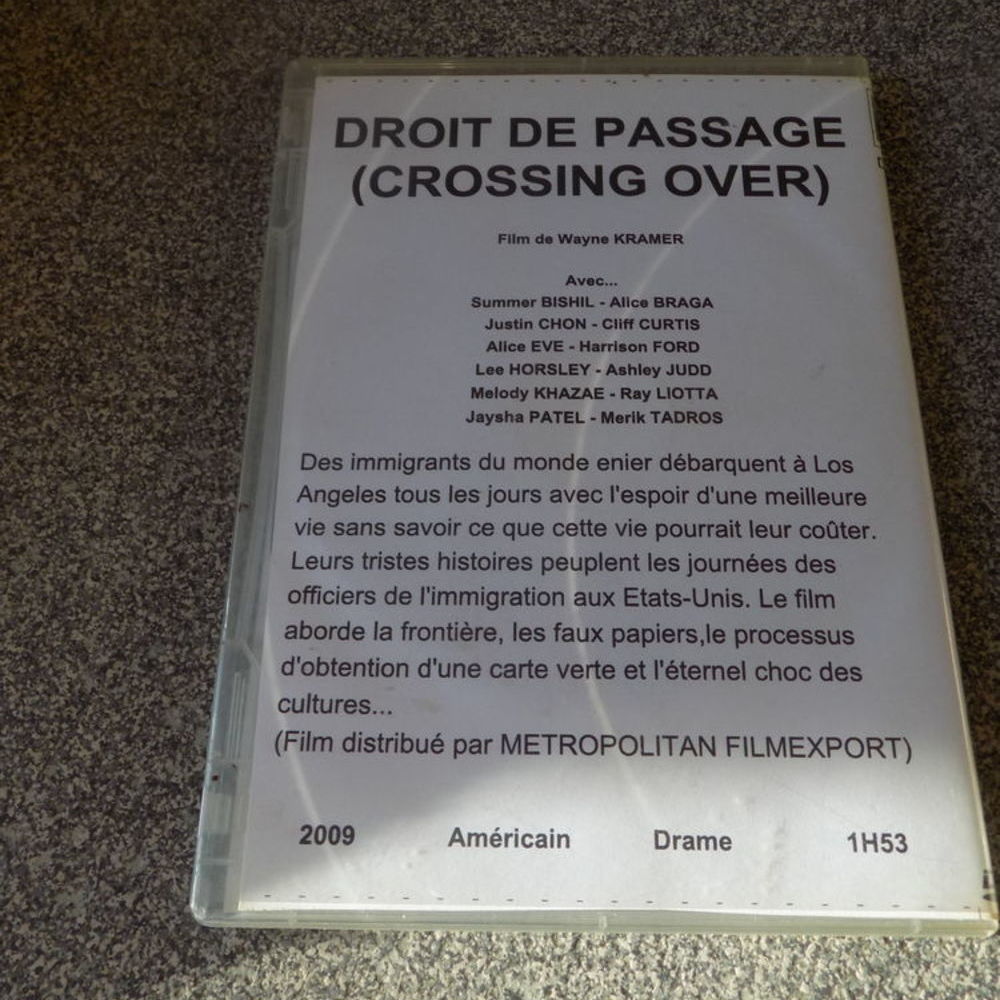 DROIT DE PASSAGE
(CROSSING OVER)
Film de Wayne KRAMER
Avec...
Summer BISHIL - Alice BRAGA
Justin CHON - Cliff CURTIS
Alice EVE - Harrison FORD
Lee HORSLEY - Ashley JUDD
Melody KHAZAE - Ray LIOTTA
Jaysha PATEL - Merik TADROS
Des immigrants du monde enier débarquent à Los
Angeles tous les jours avec l'espoir d'une meilleure
vie sans savoir ce que cette vie pourrait leur coûter.
Leurs tristes histoires peuplent les journées des
officiers de l'immigration aux Etats-Unis. Le film
aborde la frontière, les faux papiers,le processus
d'obtention d'une carte verte et l'éternel choc des
cultures...
(Film distribué par METROPOLITAN FILMEXPORT)
2009 Américain Drame 1H53